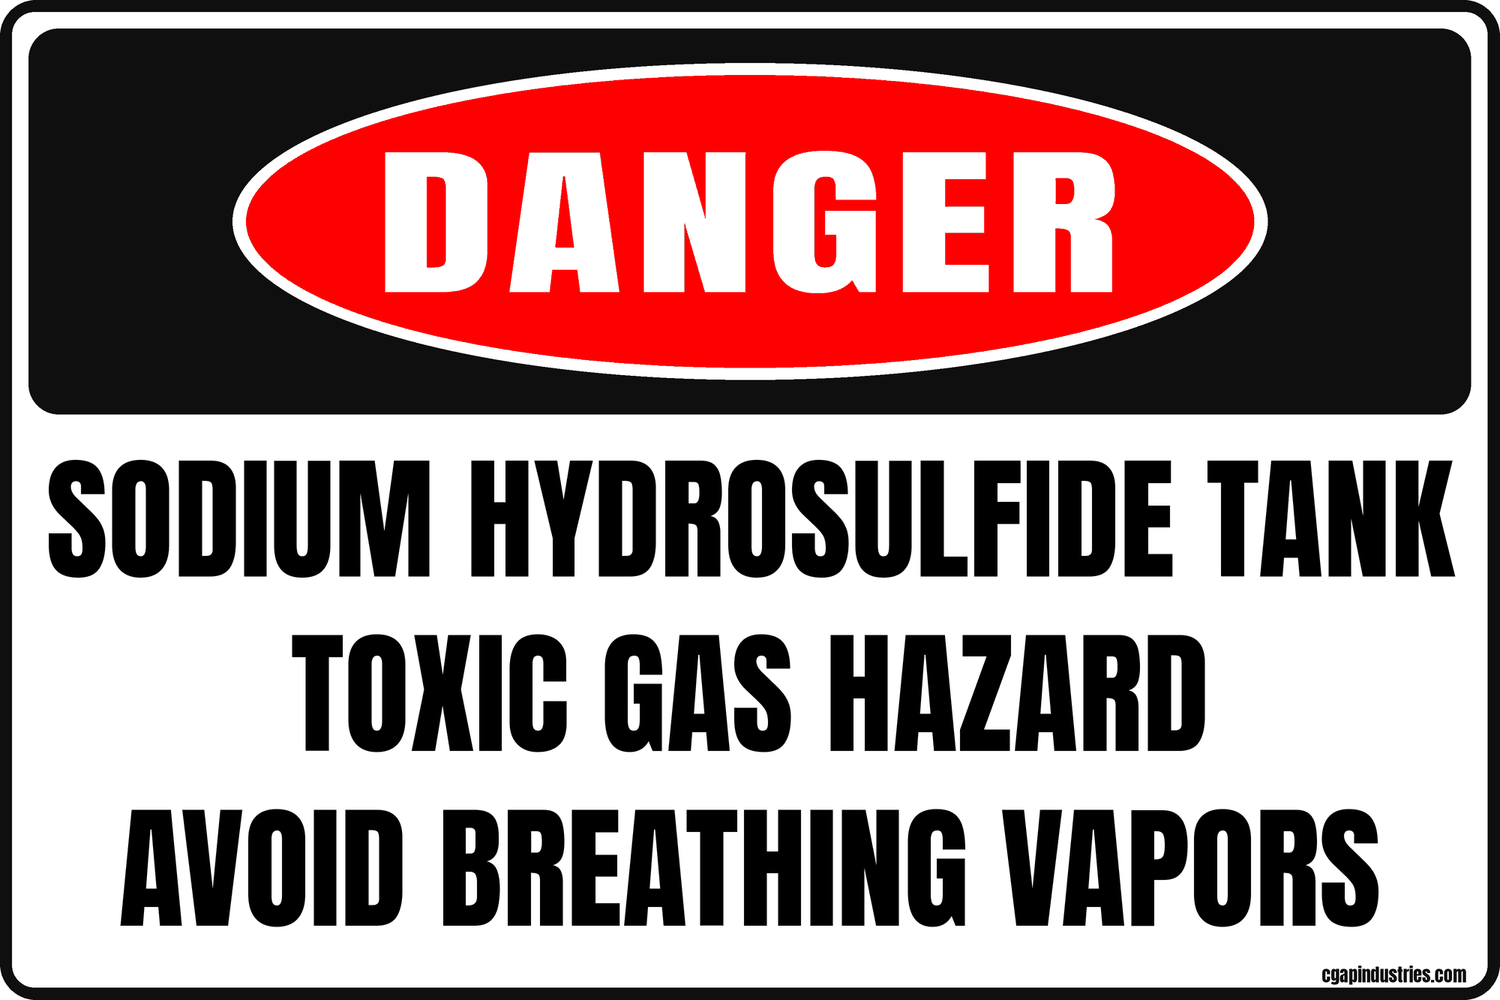 DANGER
SODIUM HYDROSULFIDE TANK
TOXIC GAS HAZARD
AVOID BREATHING VAPORS
cgapindustries.com